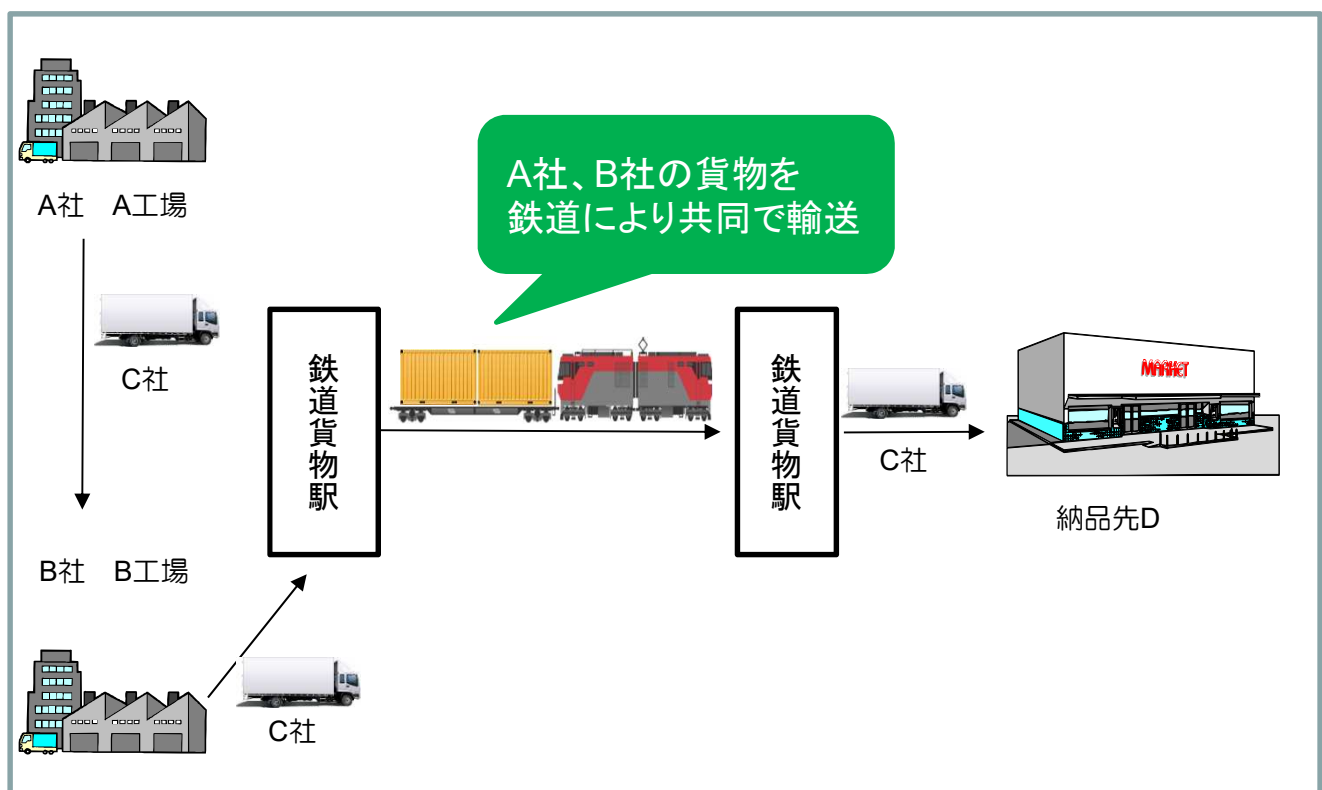 A社、B社の貨物を
鉄道により共同で輸送
A社　A工場
C社
鉄道貨物駅
鉄道貨物駅
MARKET
C社
納品先D
B社　B工場
C社